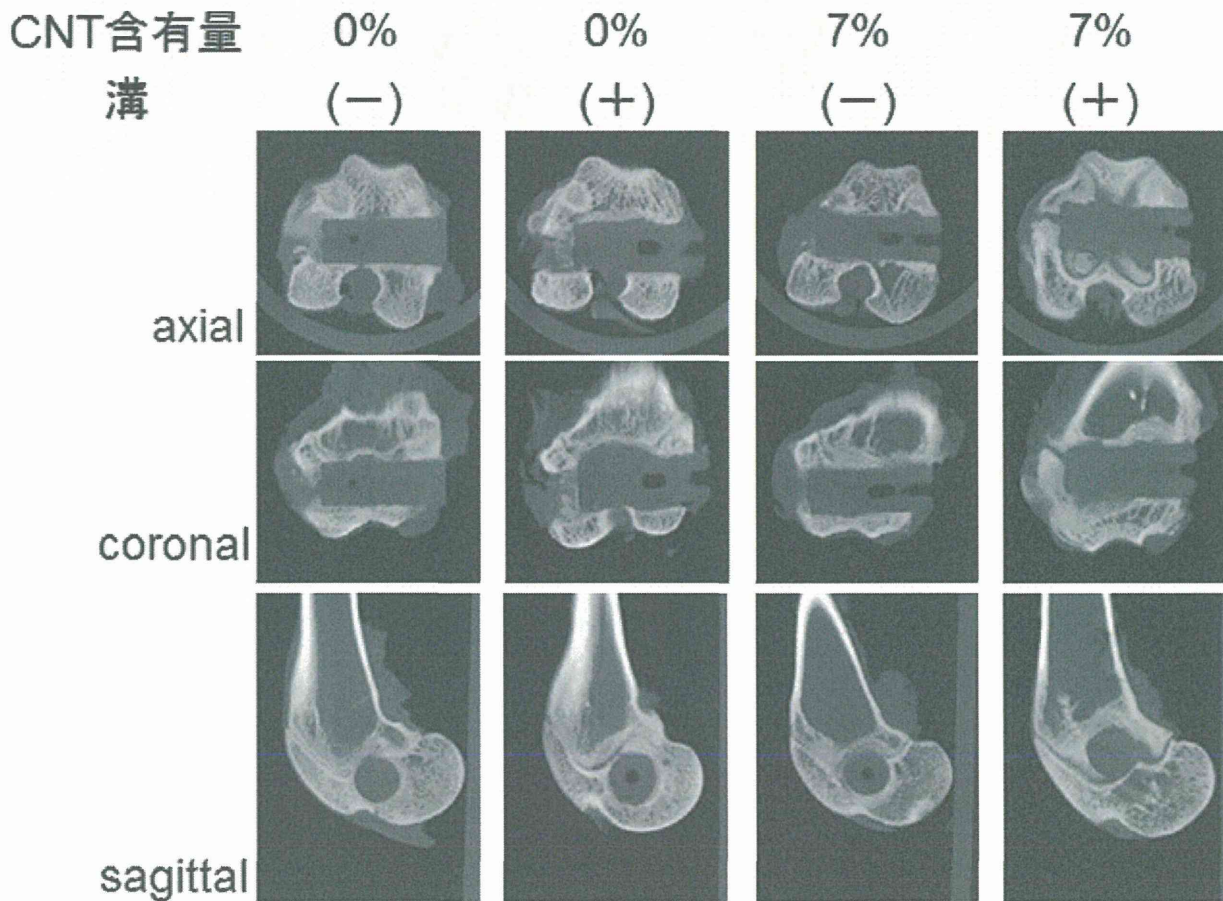 CNT含有量 0% 0% 7% 7%
溝 (－) (＋) (－) (＋)
axial
coronal
sagittal